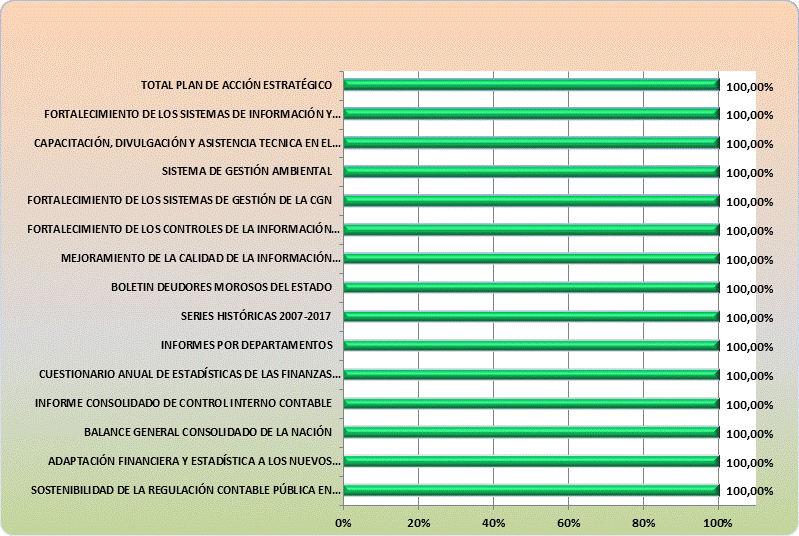 TOTAL PLAN DE ACCIÓN ESTRATÉGICO 100,00%
FORTALECIMIENTO DE LOS SISTEMAS DE INFORMACIÓN Y... 100,00%
CAPACITACIÓN, DIVULGACIÓN Y ASISTENCIA TECNICA EN EL... 100,00%
SISTEMA DE GESTIÓN AMBIENTAL 100,00%
FORTALECIMIENTO DE LOS SISTEMAS DE GESTIÓN DE LA CGN 100,00%
FORTALECIMIENTO DE LOS CONTROLES DE LA INFORMACIÓN... 100,00%
MEJORAMIENTO DE LA CALIDAD DE LA INFORMACIÓN... 100,00%
BOLETIN DEUDORES MOROSOS DEL ESTADO 100,00%
SERIES HISTÓRICAS 2007-2017 100,00%
INFORMES POR DEPARTAMENTOS 100,00%
CUESTIONARIO ANUAL DE ESTADÍSTICAS DE LAS FINANZAS... 100,00%
INFORME CONSOLIDADO DE CONTROL INTERNO CONTABLE 100,00%
BALANCE GENERAL CONSOLIDADO DE LA NACIÓN 100,00%
ADAPTACIÓN FINANCIERA Y ESTADÍSTICA A LOS NUEVOS... 100,00%
SOSTENIBILIDAD DE LA REGULACIÓN CONTABLE PÚBLICA EN... 100,00%
0% 20% 40% 60% 80% 100%